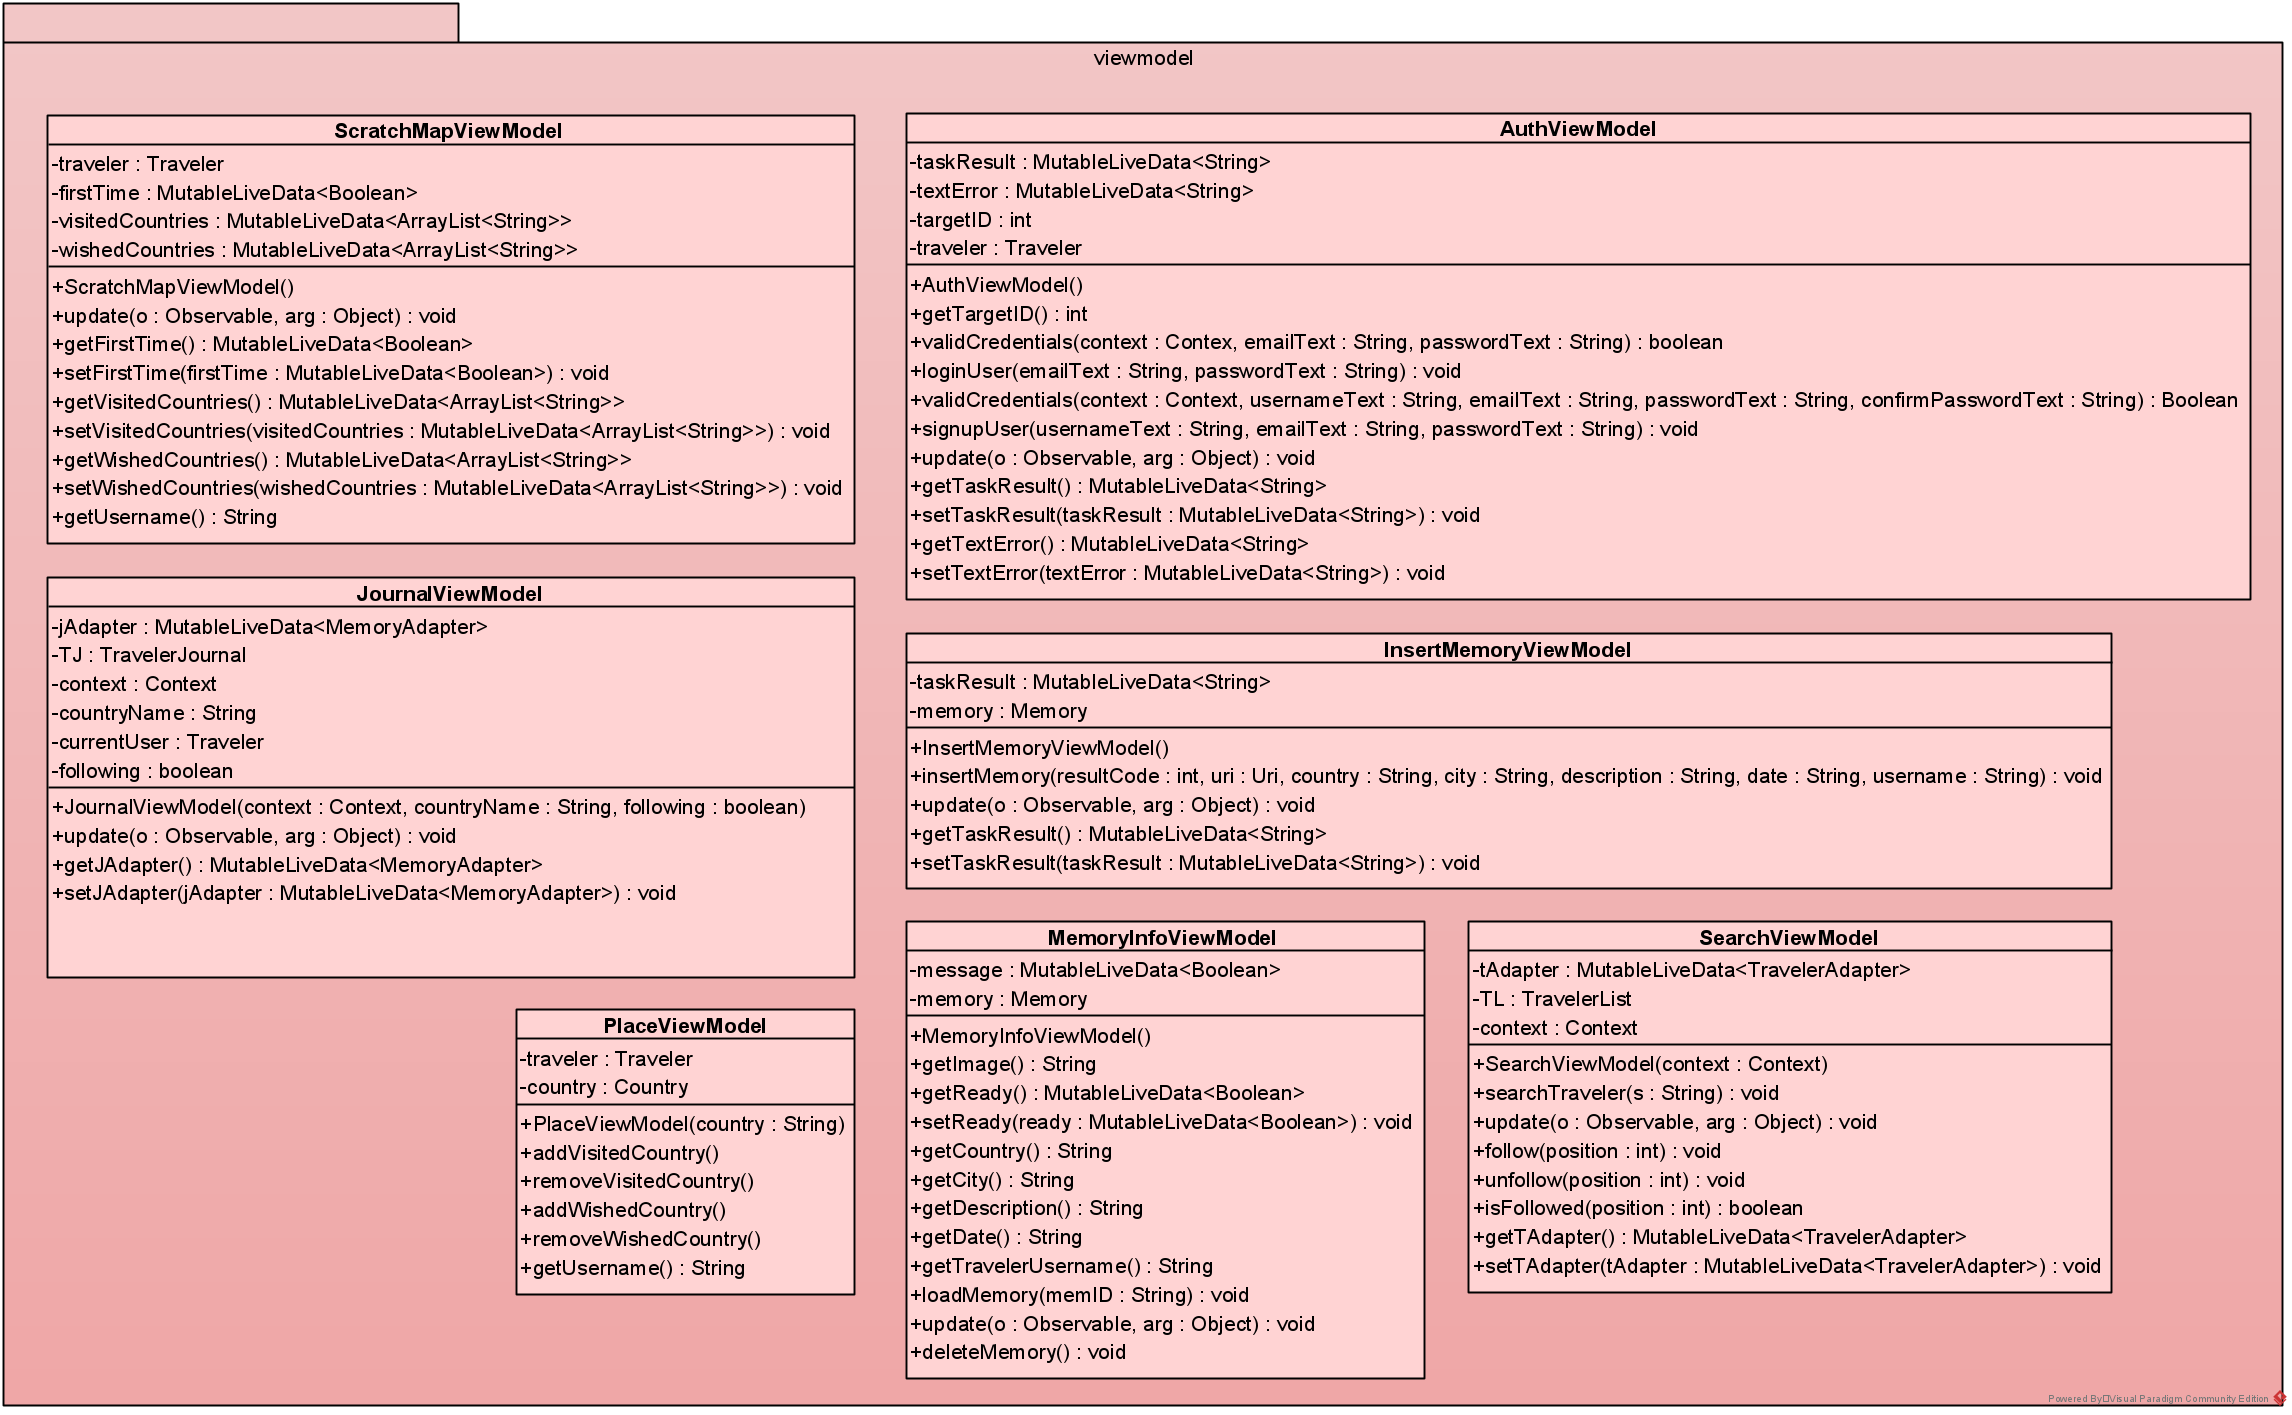 viewmodel
ScratchMapViewModel
-traveler : Traveler
-firstTime : MutableLiveData<Boolean>
-visitedCountries : MutableLiveData<ArrayList<String>>
-wishedCountries : MutableLiveData<ArrayList<String>>
+ScratchMapViewModel()
+update(o : Observable, arg : Object) : void
+getFirstTime() : MutableLiveData<Boolean>
+setFirstTime(firstTime : MutableLiveData<Boolean>) : void
+getVisitedCountries() : MutableLiveData<ArrayList<String>>
+setVisitedCountries(visitedCountries : MutableLiveData<ArrayList<String>>) : void
+getWishedCountries() : MutableLiveData<ArrayList<String>>
+setWishedCountries(wishedCountries : MutableLiveData<ArrayList<String>>) : void
+getUsername() : String
AuthViewModel
-taskResult : MutableLiveData<String>
-textError : MutableLiveData<String>
-targetID : int
-traveler : Traveler
+AuthViewModel()
+getTargetID() : int
+validCredentials(context : Contex, emailText : String, passwordText : String) : boolean
+loginUser(emailText : String, passwordText : String) : void
+validCredentials(context : Context, usernameText : String, emailText : String, passwordText : String, confirmPasswordText : String) : Boolean
+signupUser(usernameText : String, emailText : String, passwordText : String) : void
+update(o : Observable, arg : Object) : void
+getTaskResult() : MutableLiveData<String>
+setTaskResult(taskResult : MutableLiveData<String>) : void
+getTextError() : MutableLiveData<String>
+setTextError(textError : MutableLiveData<String>) : void
JournalViewModel
-jAdapter : MutableLiveData<MemoryAdapter>
-TJ : TravelerJournal
-context : Context
-countryName : String
-currentUser : Traveler
-following : boolean
+JournalViewModel(context : Context, countryName : String, following : boolean)
+update(o : Observable, arg : Object) : void
+getJAdapter() : MutableLiveData<MemoryAdapter>
+setJAdapter(jAdapter : MutableLiveData<MemoryAdapter>) : void
InsertMemoryViewModel
-taskResult : MutableLiveData<String>
-memory : Memory
+InsertMemoryViewModel()
+insertMemory(resultCode : int, uri : Uri, country : String, city : String, description : String, date : String, username : String) : void
+update(o : Observable, arg : Object) : void
+getTaskResult() : MutableLiveData<String>
+setTaskResult(taskResult : MutableLiveData<String>) : void
PlaceViewModel
-traveler : Traveler
-country : Country
+PlaceViewModel(country : String)
+addVisitedCountry()
+removeVisitedCountry()
+addWishedCountry()
+removeWishedCountry()
+getUsername() : String
MemoryInfoViewModel
-message : MutableLiveData<Boolean>
-memory : Memory
+MemoryInfoViewModel()
+getImage() : String
+getReady() : MutableLiveData<Boolean>
+setReady(ready : MutableLiveData<Boolean>) : void
+getCountry() : String
+getCity() : String
+getDescription() : String
+getDate() : String
+getTravelerUsername() : String
+loadMemory(memID : String) : void
+update(o : Observable, arg : Object) : void
+deleteMemory() : void
SearchViewModel
-tAdapter : MutableLiveData<TravelerAdapter>
-TL : TravelerList
-context : Context
+SearchViewModel(context : Context)
+searchTraveler(s : String) : void
+update(o : Observable, arg : Object) : void
+follow(position : int) : void
+unfollow(position : int) : void
+isFollowed(position : int) : boolean
+getTAdapter() : MutableLiveData<TravelerAdapter>
+setTAdapter(tAdapter : MutableLiveData<TravelerAdapter>) : void
Powered By□Visual Paradigm Community Edition